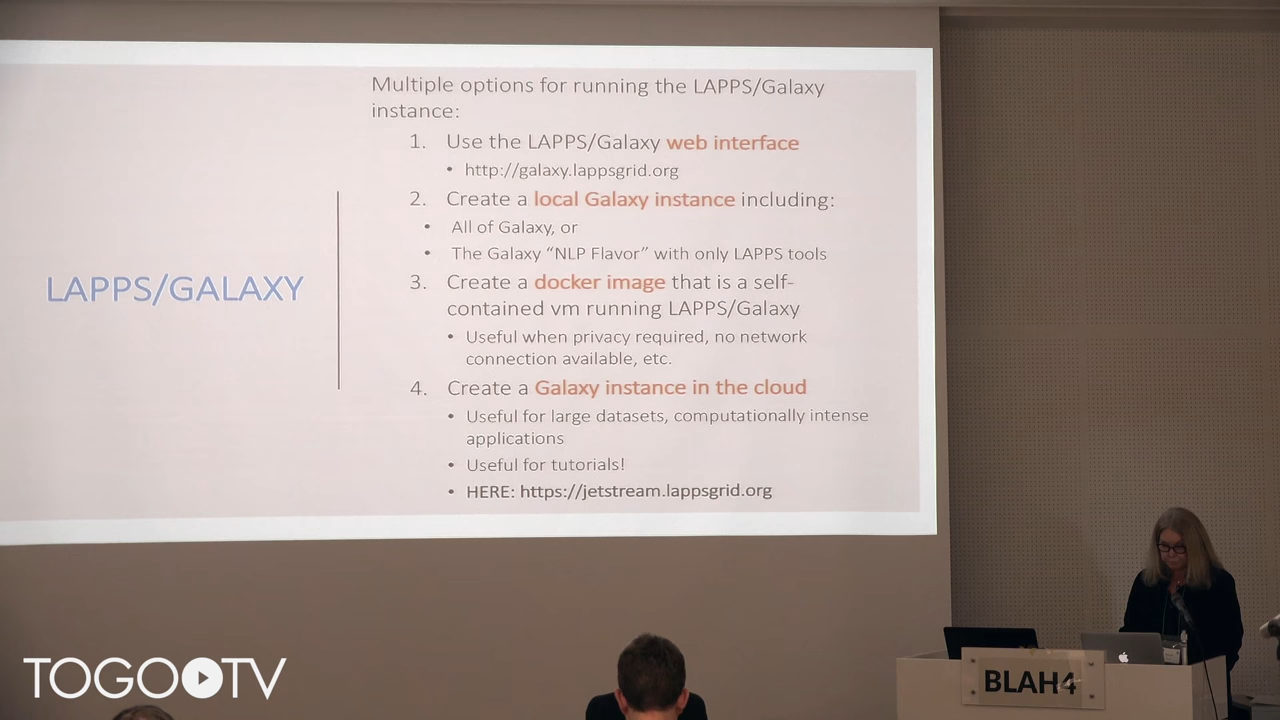 LAPPS/GALAXY
Multiple options for running the LAPPS/Galaxy
instance:
1. Use the LAPPS/Galaxy web interface
• http://galaxy.lappsgrid.org
2. Create a local Galaxy instance including:
• All of Galaxy, or
• The Galaxy “NLP Flavor” with only LAPPS tools
3. Create a docker image that is a self-
contained vm running LAPPS/Galaxy
• Useful when privacy required, no network
connection available, etc.
4. Create a Galaxy instance in the cloud
• Useful for large datasets, computationally intense
applications
• Useful for tutorials!
• HERE: https://jetstream.lappsgrid.org
BLAH4
TOGOTV